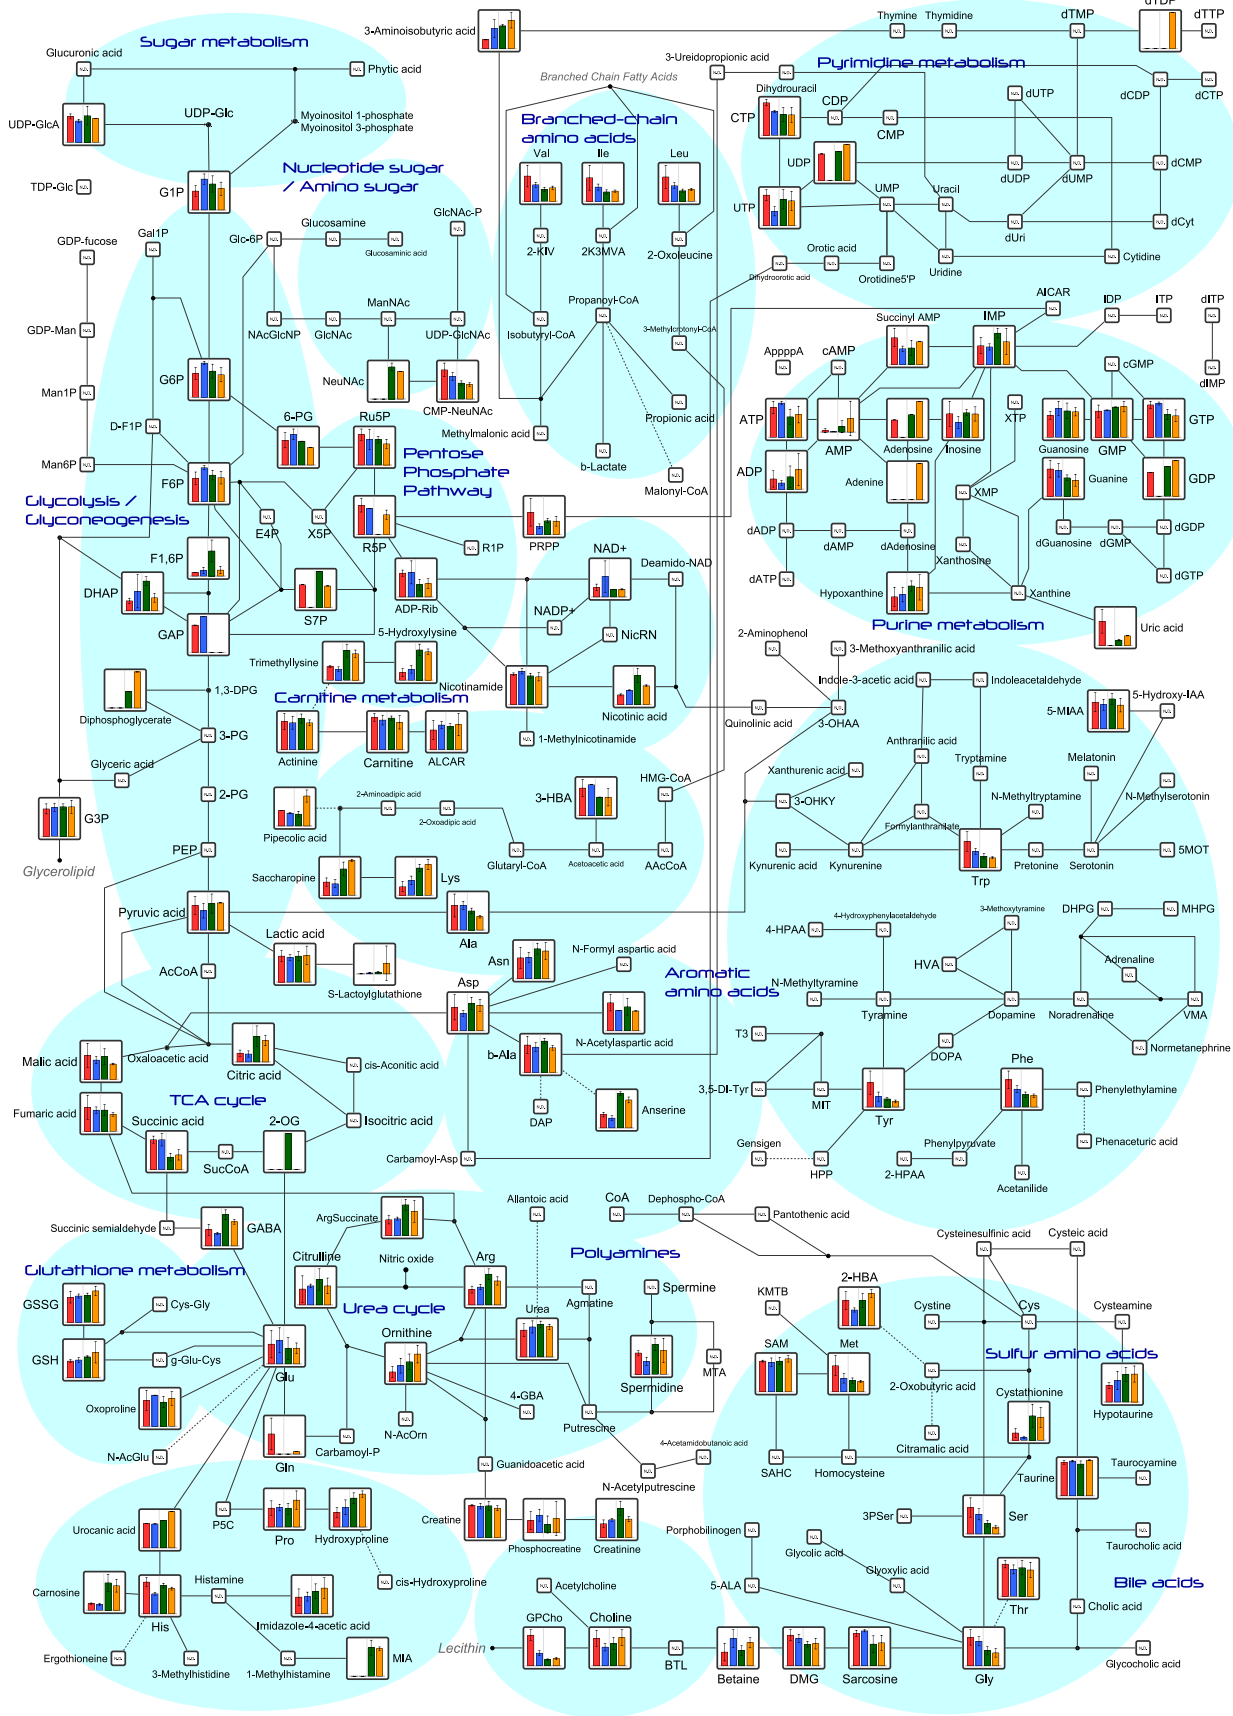 3-Aminoisobutyric acid
Thymine
Thymidine
dTMP
dTDP
dTTP
Sugar metabolism
Glucuronic acid
N.D.
Phytic acid
3-Ureidopropionic acid
Pyrimidine metabolism
Branched Chain Fatty Acids
Dihydrouracil
dUTP
dCDP
dCTP
UDP-GlcA
UDP-Glc
Myoinositol 1-phosphate
Myoinositol 3-phosphate
Branched-chain
amino acids
CTP
CDP
CMP
Val
Ile
Leu
UDP
dUDP
dUMP
dCMP
Nucleotide sugar
/ Amino sugar
TDP-Glc
G1P
UTP
UMP
Uracil
dUri
dCyt
GlcNAc-P
Glucosamine
Glc-6P
Glucosaminic acid
GDP-fucose
Gal1P
2-KIV
2K3MVA
2-Oxoleucine
Orotic acid
Dihydroorotic acid
Orotidine5'P
Uridine
Cytidine
Propanoyl-CoA
AICAR
IDP
ITP
dITP
ManNAc
Succinyl AMP
IMP
GDP-Man
NAcGlcNP
GlcNAc
UDP-GlcNAc
Isobutyryl-CoA
3-Methylcrotonyl-CoA
AppppA
cAMP
cGMP
dIMP
NeuNAc
CMP-NeuNAc
G6P
Man1P
XTP
ATP
AMP
Adenosine
Inosine
Guanosine
GMP
GTP
6-PG
Ru5P
D-F1P
Methylmalonic acid
Propionic acid
Pentose
Phosphate
Pathway
b-Lactate
Malonyl-CoA
Man6P
F6P
ADP
Adenine
Guanine
GDP
XMP
Glycolysis /
Glyconeogenesis
E4P
X5P
R5P
R1P
PRPP
dADP
dAMP
dAdenosine
Xanthosine
dGuanosine
dGMP
dGDP
F1,6P
DHAP
NAD+
Deamido-NAD
dATP
Hypoxanthine
Xanthine
dGTP
S7P
ADP-Rib
NADP+
GAP
NicRN
Purine metabolism
Uric acid
5-Hydroxylysine
Trimethyllysine
2-Aminophenol
3-Methoxyanthranilic acid
Nicotinamide
Indole-3-acetic acid
Indoleacetaldehyde
1,3-DPG
Carnitine metabolism
Nicotinic acid
Quinolinic acid
3-OHAA
5-Hydroxy-IAA
5-MIAA
Diphosphoglycerate
3-PG
Actinine
Carnitine
ALCAR
1-Methylnicotinamide
Anthranilic acid
Glyceric acid
Xanthurenic acid
Tryptamine
Melatonin
HMG-CoA
3-HBA
2-PG
2-Aminoadipic acid
3-OHKY
N-Methyltryptamine
N-Methylserotonin
G3P
Pipecolic acid
2-Oxoadipic acid
Formylanthranilate
PEP
Glutaryl-CoA
Acetoacetic acid
AAcCoA
Kynurenic acid
Kynurenine
Trp
Pretonine
Serotonin
5MOT
Glycerolipid
Saccharopine
Lys
Pyruvic acid
Ala
Lactic acid
3-Methoxytyramine
DHPG
MHPG
4-Hydroxyphenylacetaldehyde
4-HPAA
Asn
N-Formyl aspartic acid
AcCoA
S-Lactoylglutathione
Asp
Aromatic
amino acids
HVA
Adrenaline
N-Methyltyramine
Tyramine
Dopamine
Noradrenaline
VMA
N-Acetylaspartic acid
T3
Normetanephrine
Malic acid
Oxaloacetic acid
Citric acid
cis-Aconitic acid
b-Ala
DOPA
Phe
3,5-DI-Tyr
MIT
Tyr
Phenylethylamine
Fumaric acid
TCA cycle
Succinic acid
2-OG
Isocitric acid
DAP
Anserine
Gensigen
HPP
Phenylpyruvate
2-HPAA
Phenaceturic acid
SucCoA
Carbamoyl-Asp
Acetanilide
Allantoic acid
CoA
Dephospho-CoA
Pantothenic acid
Succinic semialdehyde
GABA
ArgSuccinate
Cysteinesulfinic acid
Cysteic acid
Glutathione metabolism
Citrulline
Nitric oxide
Arg
Polyamines
2-HBA
GSSG
Cys-Gly
Urea cycle
Urea
Agmatine
Spermine
KMTB
Cystine
Cys
Cysteamine
GSH
g-Glu-Cys
Glu
Ornithine
SAM
Met
Sulfur amino acids
Spermidine
MTA
2-Oxobutyric acid
Cystathionine
Hypotaurine
Oxoproline
4-GBA
Putrescine
N-AcOrn
Citramalic acid
N-AcGlu
Gln
Carbamoyl-P
Guanidoacetic acid
4-Acetamidobutanoic acid
N-Acetylputrescine
SAHC
Homocysteine
Taurine
Taurocyamine
P5C
Pro
Hydroxyproline
Urocanic acid
Creatine
Phosphocreatine
Creatinine
Porphobilinogen
3PSer
Ser
Glycolic acid
Taurocholic acid
Glyoxylic acid
Carnosine
Histamine
cis-Hydroxyproline
Acetylcholine
5-ALA
Thr
Bile acids
His
Imidazole-4-acetic acid
GPCho
Choline
Cholic acid
Ergothioneine
3-Methylhistidine
1-Methylhistamine
MIA
Lecithin
BTL
Betaine
DMG
Sarcosine
Gly
Glycocholic acid